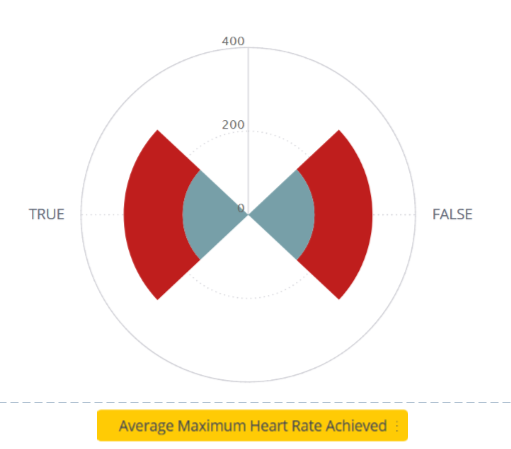 400
200
0
TRUE
FALSE
Average Maximum Heart Rate Achieved